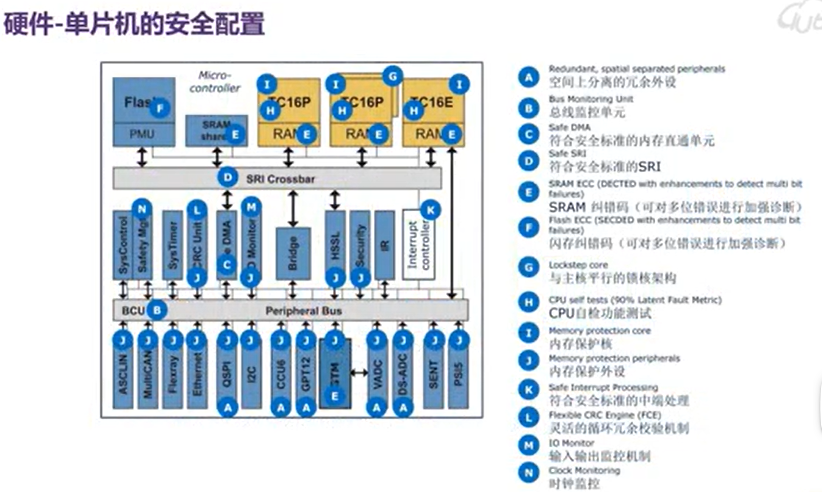 硬件-单片机的安全配置
Micro-
controller
Flash
F
PMU
SRAM
share
E
I
TC16P
H
RAM
E
I
G
TC16P
H
RAM
E
I
TC16E
H
RAM
E
D
SRI Crossbar
SysControl
N
Safety Mgt
SysTimer
L
CRC Unit
J
e DMA
C
M
O Monitor
J
Bridge
HSSL
J
Security
J
IR
K
Interrupt
controller
BCU
B
Peripheral Bus
J
ASCLIN
J
MultiCAN
J
Flexray
J
Ethernet
J
QSPI
A
J
I2C
J
CCU6
A
J
GPT12
A
J
GTM
E
J
VADC
A
J
DS-ADC
A
J
SENT
J
PSI5
A
Redundant, spatial separated peripherals
空间上分离的冗余外设
B
Bus Monitoring Unit
总线监控单元
C
Safe DMA
符合安全标准的内存直通单元
D
Safe SRI
符合安全标准的SRI
E
SRAM ECC (DECTED with enhancements to detect multi bit
failures)
SRAM 纠错码（可对多位错误进行加强诊断）
F
Flash ECC (SECDED with enhancements to detect multi bit
failures)
闪存纠错码（可对多位错误进行加强诊断）
G
Lockstep core
与主核平行的锁核架构
H
CPU self tests (90% Latent Fault Metric)
CPU自检功能测试
I
Memory protection core
内存保护核
J
Memory protection peripherals
内存保护外设
K
Safe Interrupt Processing
符合安全标准的中端处理
L
Flexible CRC Engine (FCE)
灵活的循环冗余校验机制
M
IO Monitor
输入输出监控机制
N
Clock Monitoring
时钟监控